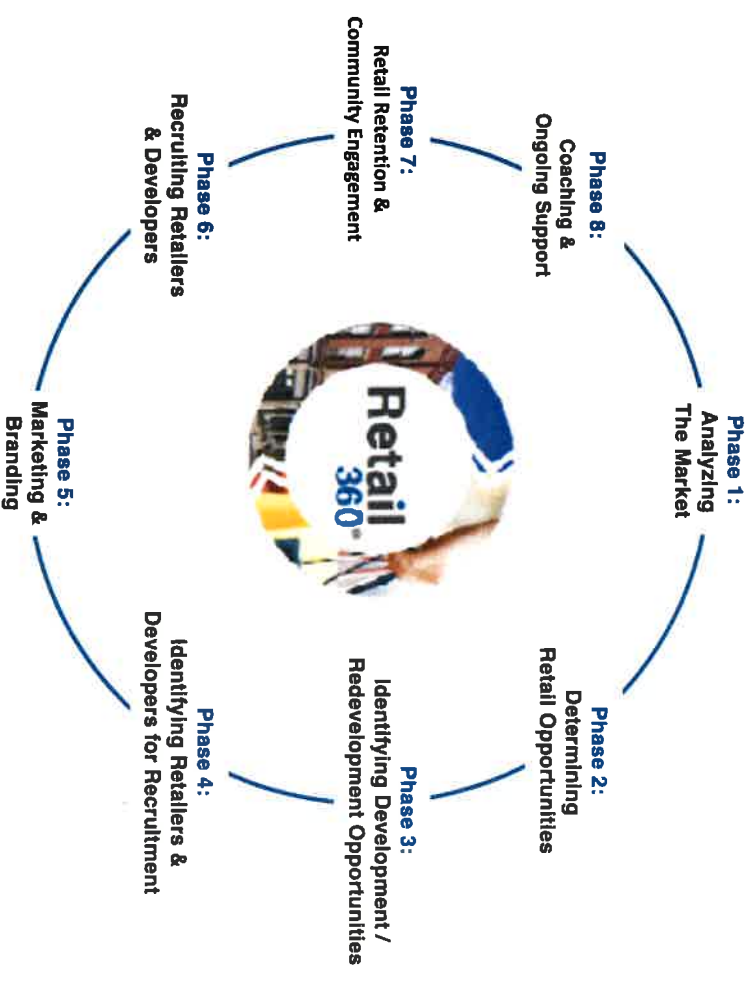 Phase 1:
Analyzing
The Market
Phase 2:
Determining
Retail Opportunities
Phase 3:
Identifying Development /
Redevelopment Opportunities
Phase 4:
Identifying Retailers &
Developers for Recruitment
Phase 5:
Marketing &
Branding
Phase 6:
Recruiting Retailers
& Developers
Phase 7:
Retail Retention &
Community Engagement
Phase 8:
Coaching &
Ongoing Support
Retail
360®